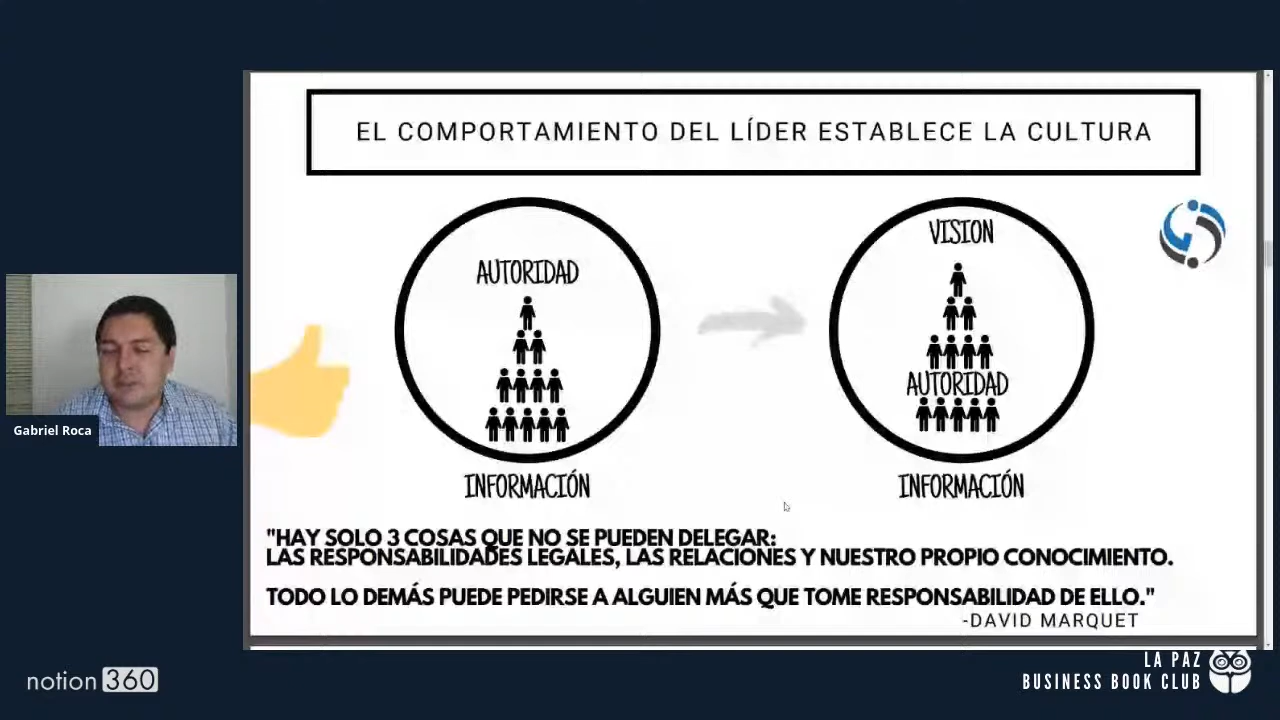 EL COMPORTAMIENTO DEL LÍDER ESTABLECE LA CULTURA
AUTORIDAD
INFORMACIÓN
VISION
AUTORIDAD
INFORMACIÓN
Gabriel Roca
"HAY SOLO 3 COSAS QUE NO SE PUEDEN DELEGAR:
LAS RESPONSABILIDADES LEGALES, LAS RELACIONES Y NUESTRO PROPIO CONOCIMIENTO.
TODO LO DEMÁS PUEDE PEDIRSE A ALGUIEN MÁS QUE TOME RESPONSABILIDAD DE ELLO."
-DAVID MARQUET
notion 360
LA PAZ
BUSINESS BOOK CLUB